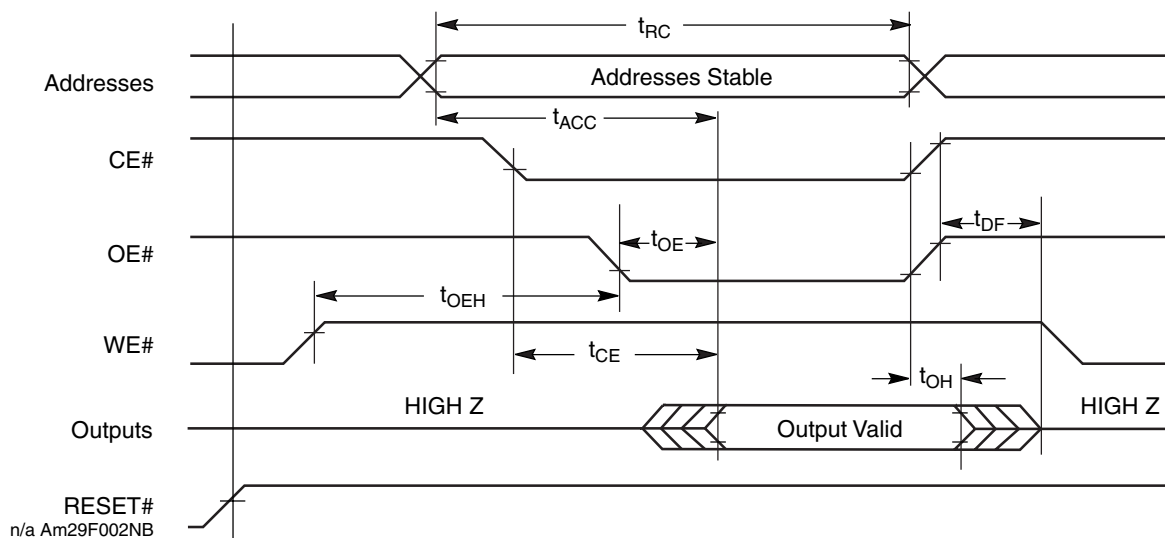 tRC
Addresses
Addresses Stable
tACC
CE#
tDF
OE#
tOE
tOEH
WE#
tCE
tOH
HIGH Z
HIGH Z
Outputs
Output Valid
RESET#
n/a Am29F002NB